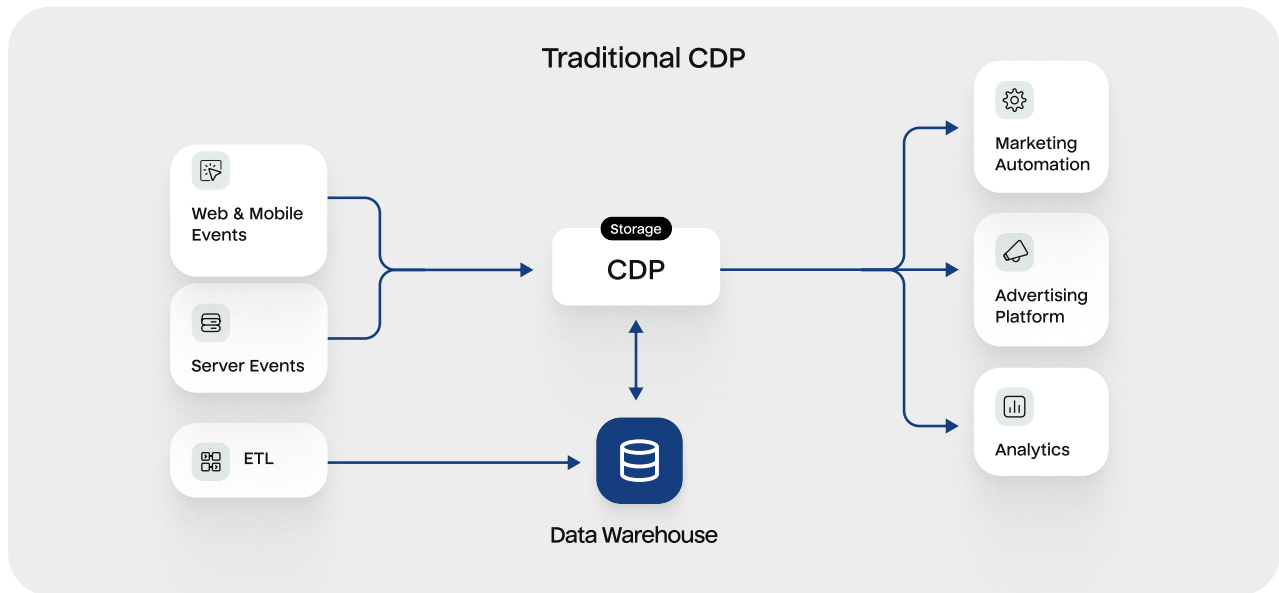 Traditional CDP
Web & Mobile
Events
Server Events
ETL
Storage
CDP
Data Warehouse
Marketing
Automation
Advertising
Platform
Analytics